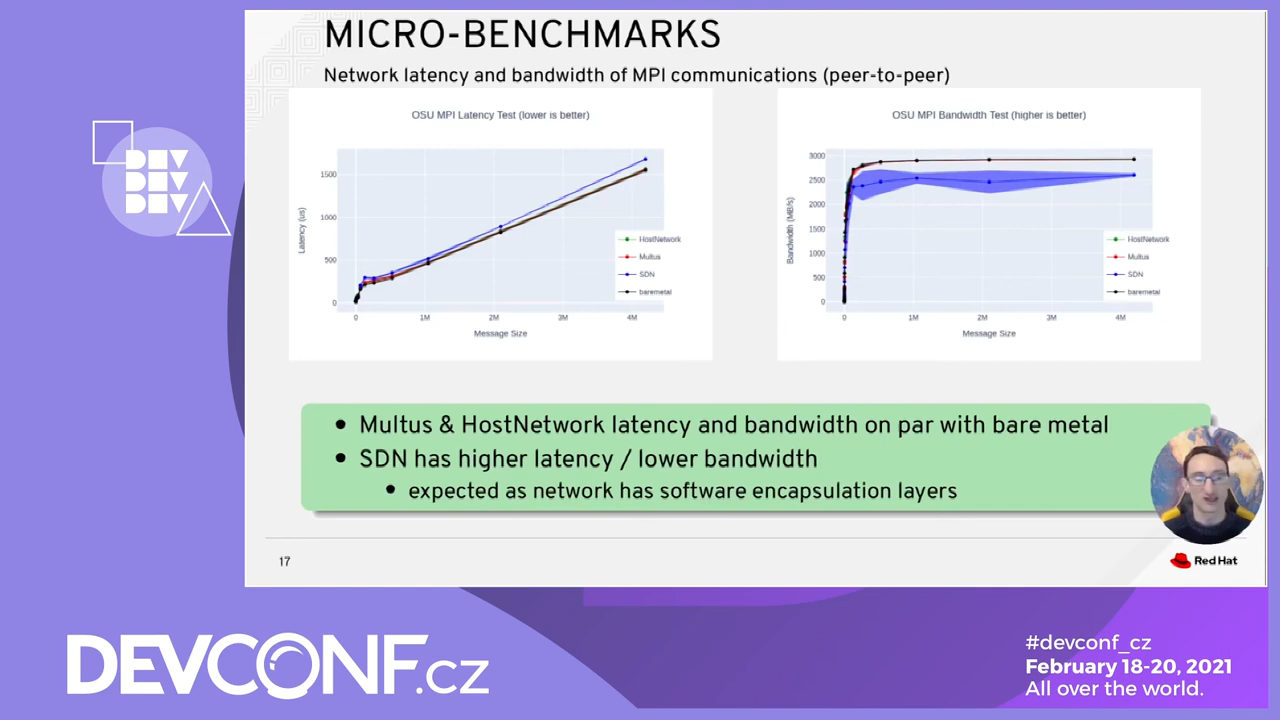 MICRO-BENCHMARKS
Network latency and bandwidth of MPI communications (peer-to-peer)
OSU MPI Latency Test (lower is better)
Latency (us)
1500
1000
500
0
0 1M 2M 3M 4M
Message Size
HostNetwork
Multus
SDN
baremetal
OSU MPI Bandwidth Test (higher is better)
Bandwidth (MB/s)
3000
2500
2000
1500
1000
500
0
0 1M 2M 3M 4M
Message Size
HostNetwork
Multus
SDN
baremetal
DEV
DEV
DEV
• Multus & HostNetwork latency and bandwidth on par with bare metal
• SDN has higher latency / lower bandwidth
• expected as network has software encapsulation layers
17
Red Hat
DEVCONF.cz
#devconf_cz
February 18-20, 2021
All over the world.